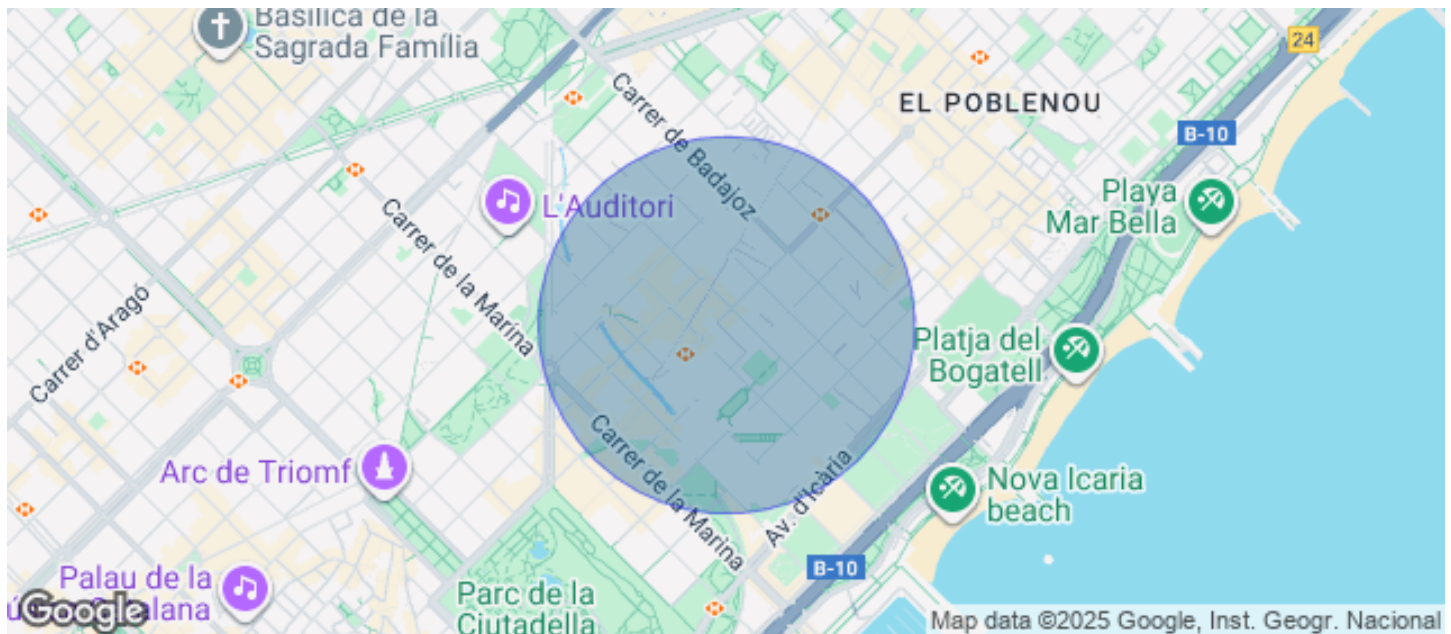 Basílica de la
Sagrada Família
24
EL POBLENOU
Carrer de Badajoz
B-10
Playa
Mar Bella
L'Auditori
Carrer de la Marina
Carrer d'Aragó
Platja del
Bogatell
Arc de Triomf
Carrer de la Marina
Av. d'Icària
Nova Icaria
beach
B-10
Palau de la
Parc de la
Ciutadella
Google
Map data ©2025 Google, Inst. Geogr. Nacional